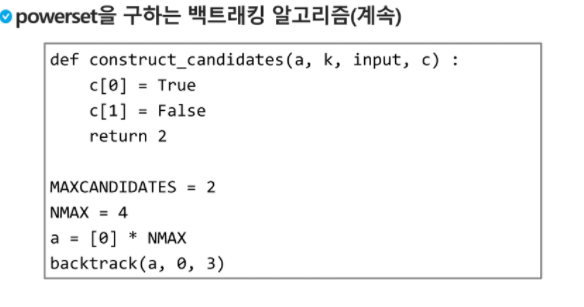 powerset을 구하는 백트래킹 알고리즘(계속)
def construct_candidates(a, k, input, c) :
    c[0] = True
    c[1] = False
    return 2

MAXCANDIDATES = 2
NMAX = 4
a = [0] * NMAX
backtrack(a, 0, 3)